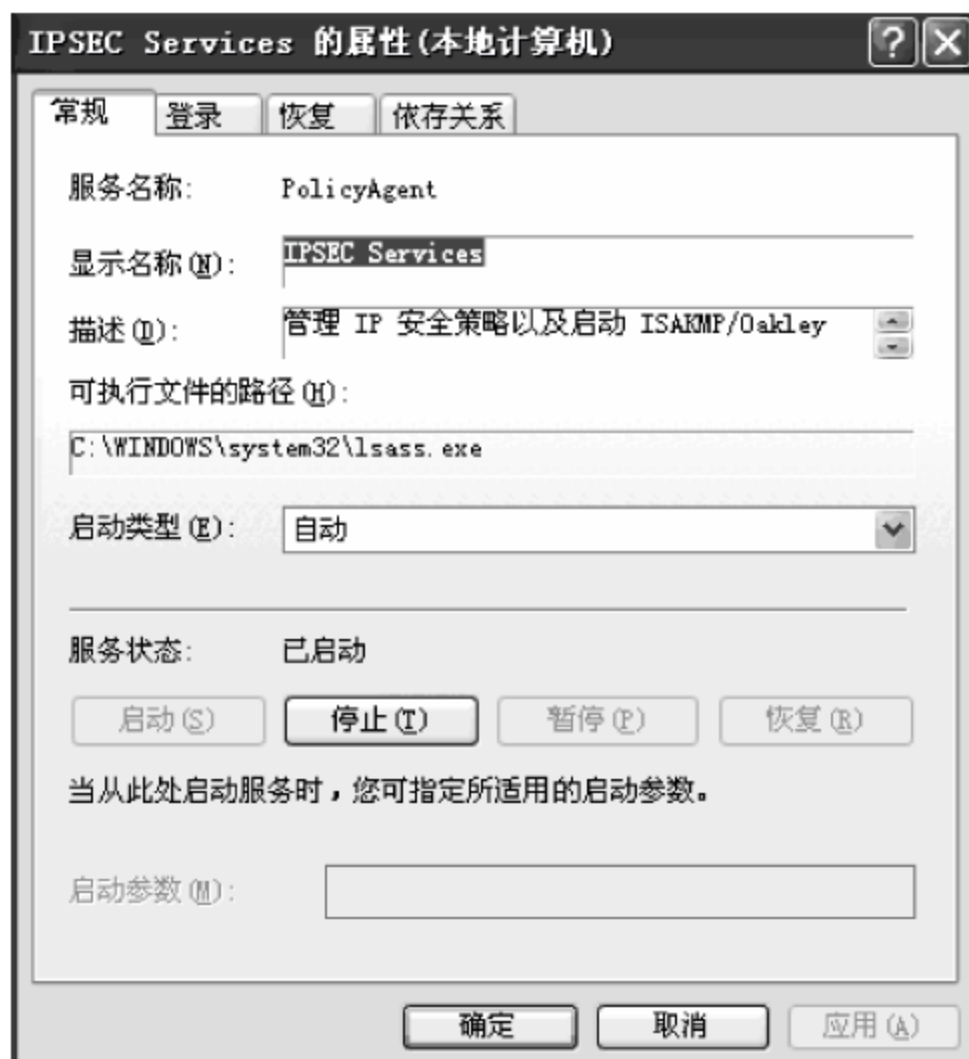 IPSEC Services 的属性(本地计算机)
常规 登录 恢复 依存关系
服务名称: PolicyAgent
显示名称(N): IPSEC Services
描述(D): 管理 IP 安全策略以及启动 ISAKMP/Oakley
可执行文件的路径(H):
C:\WINDOWS\system32\lsass.exe
启动类型(E): 自动
服务状态: 已启动
启动(S) 停止(T) 暂停(P) 恢复(R)
当从此处启动服务时，您可指定所适用的启动参数。
启动参数(M):
确定 取消 应用(A)